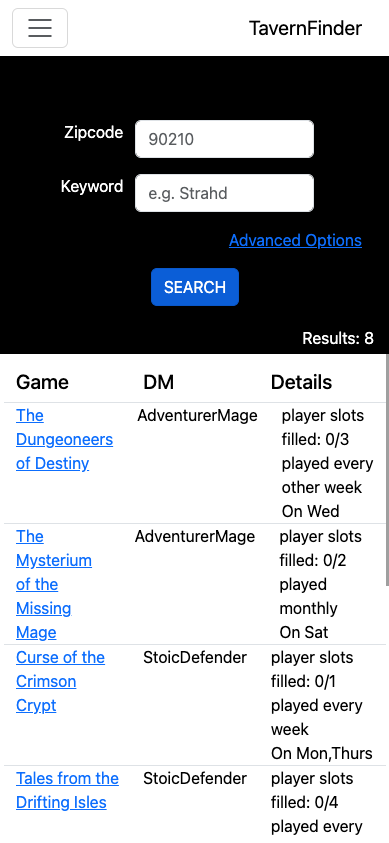 TavernFinder
Zipcode 90210
Keyword e.g. Strahd
Advanced Options
SEARCH
Results: 8
Game DM Details
The Dungeoneers of Destiny AdventurerMage player slots filled: 0/3 played every other week On Wed
The Mysterium of the Missing Mage AdventurerMage player slots filled: 0/2 played monthly On Sat
Curse of the Crimson Crypt StoicDefender player slots filled: 0/1 played every week On Mon,Thurs
Tales from the Drifting Isles StoicDefender player slots filled: 0/4 played every